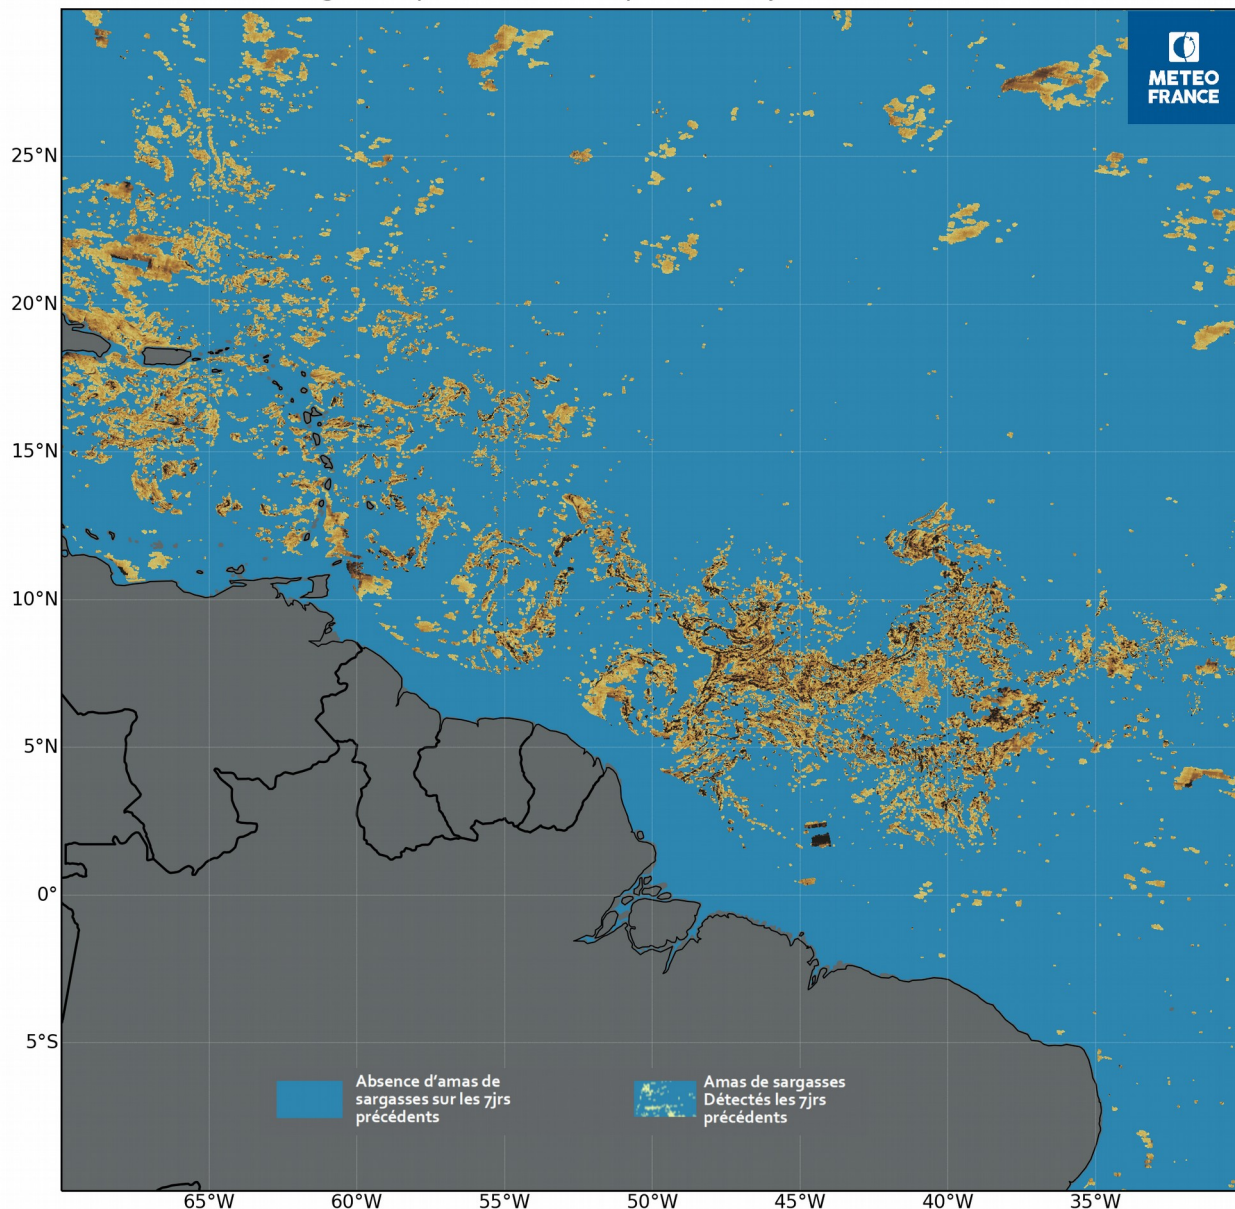 METEO
FRANCE
25°N
20°N
15°N
10°N
5°N
0°
5°S
Absence d'amas de
sargasses sur les 7jrs
précédents
Amas de sargasses
Détectés les 7jrs
précédents
65°W
60°W
55°W
50°W
45°W
40°W
35°W